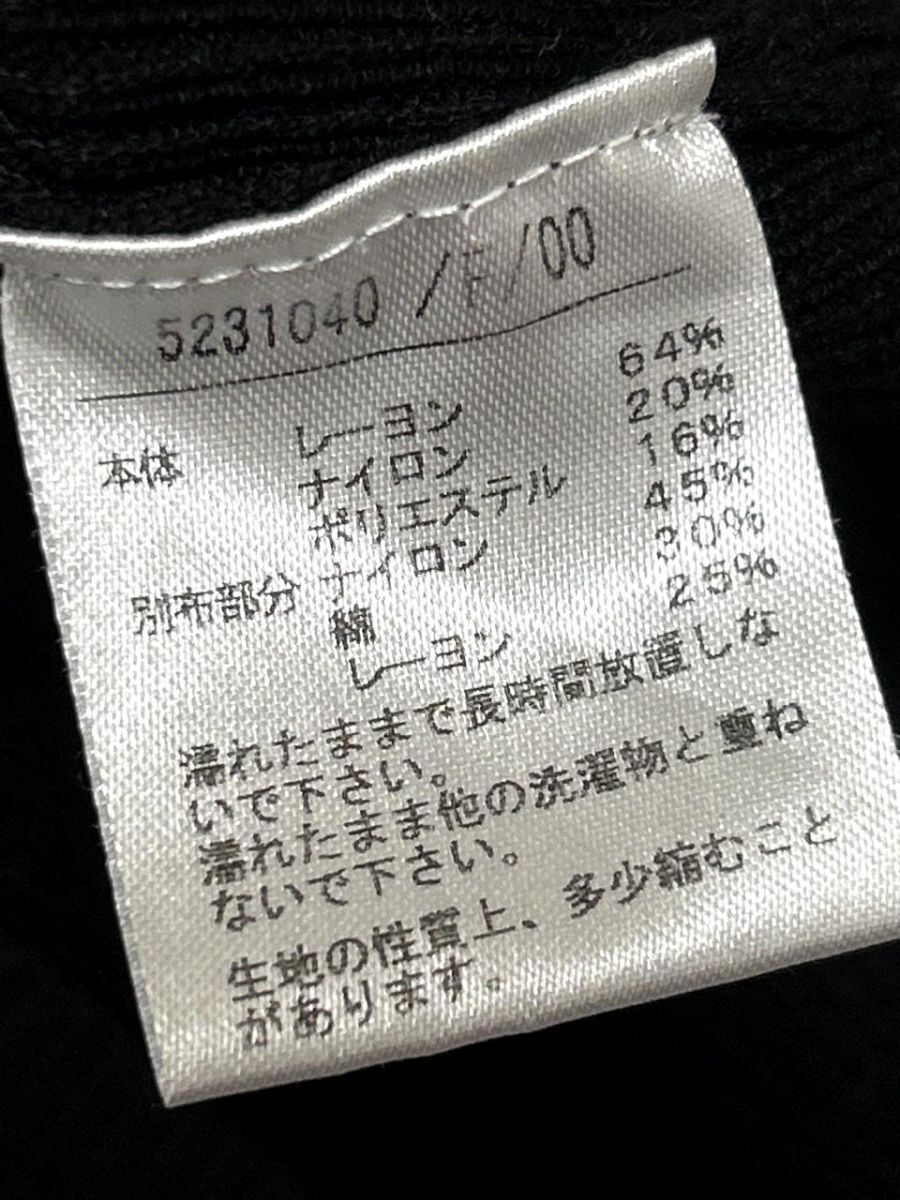 5231040 /F/00
本体 レーヨン 64%
ナイロン 20%
ポリエステル 16%
別布部分 ナイロン 45%
綿 30%
レーヨン 25%
濡れたままで長時間放置しな
いで下さい。
濡れたまま他の洗濯物と重ね
ないで下さい。
生地の性質上、多少縮むこと
があります。